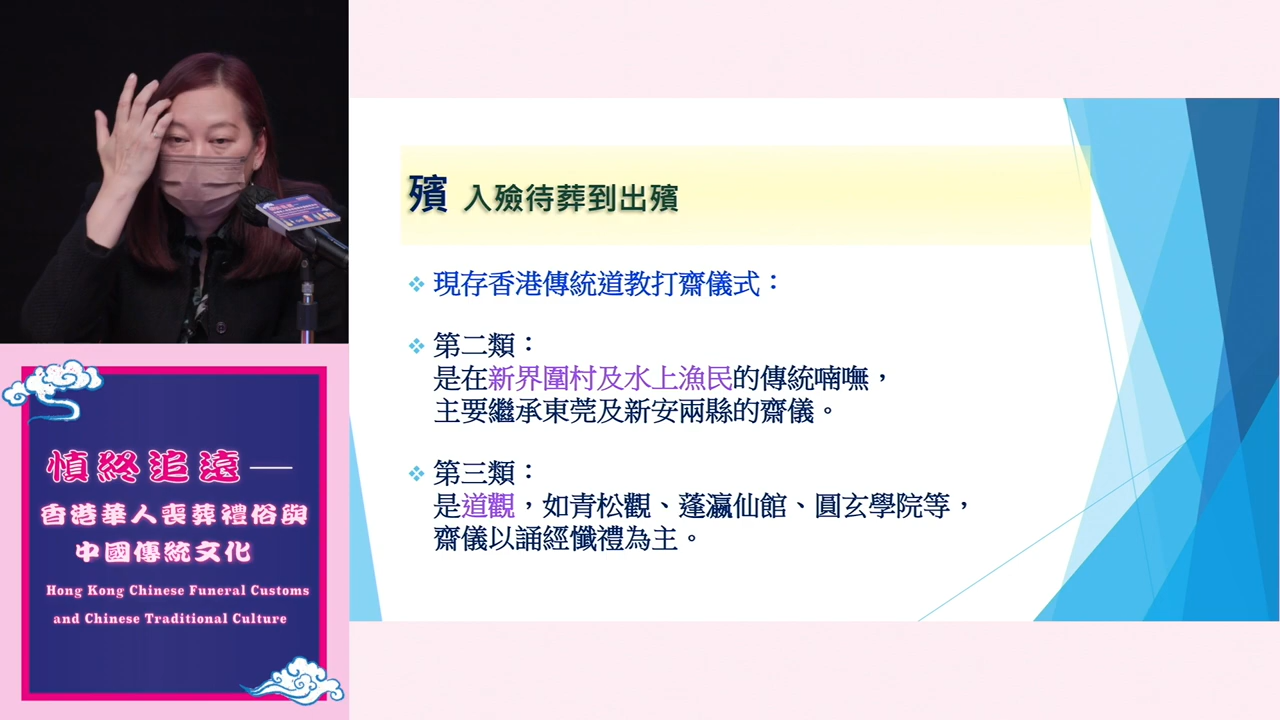 殯 入殮待葬到出殯
現存香港傳統道教打齋儀式：
第二類：
是在新界圍村及水上漁民的傳統喃嘸，
主要繼承東莞及新安兩縣的齋儀。
第三類：
是道觀，如青松觀、蓬瀛仙館、圓玄學院等，
齋儀以誦經懺禮為主。
慎終追遠—
香港華人喪葬禮俗與
中國傳統文化
Hong Kong Chinese Funeral Customs
and Chinese Traditional Culture